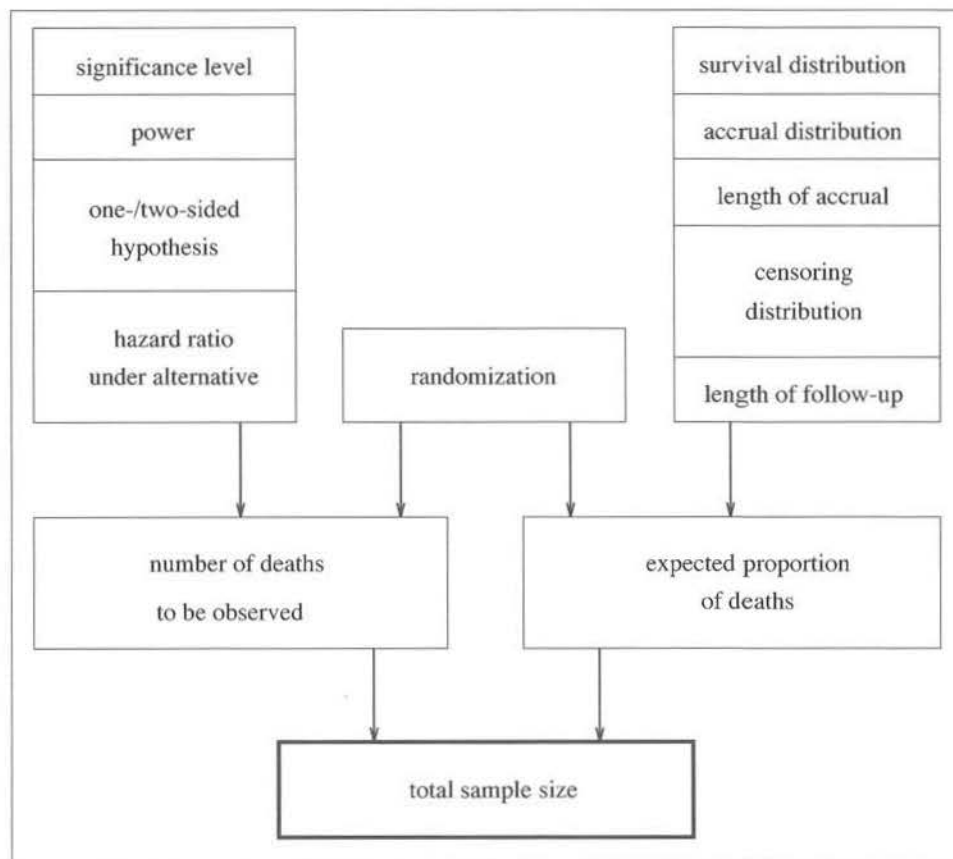 significance level
power
one-/two-sided
hypothesis
hazard ratio
under alternative
randomization
survival distribution
accrual distribution
length of accrual
censoring
distribution
length of follow-up
number of deaths
to be observed
expected proportion
of deaths
total sample size